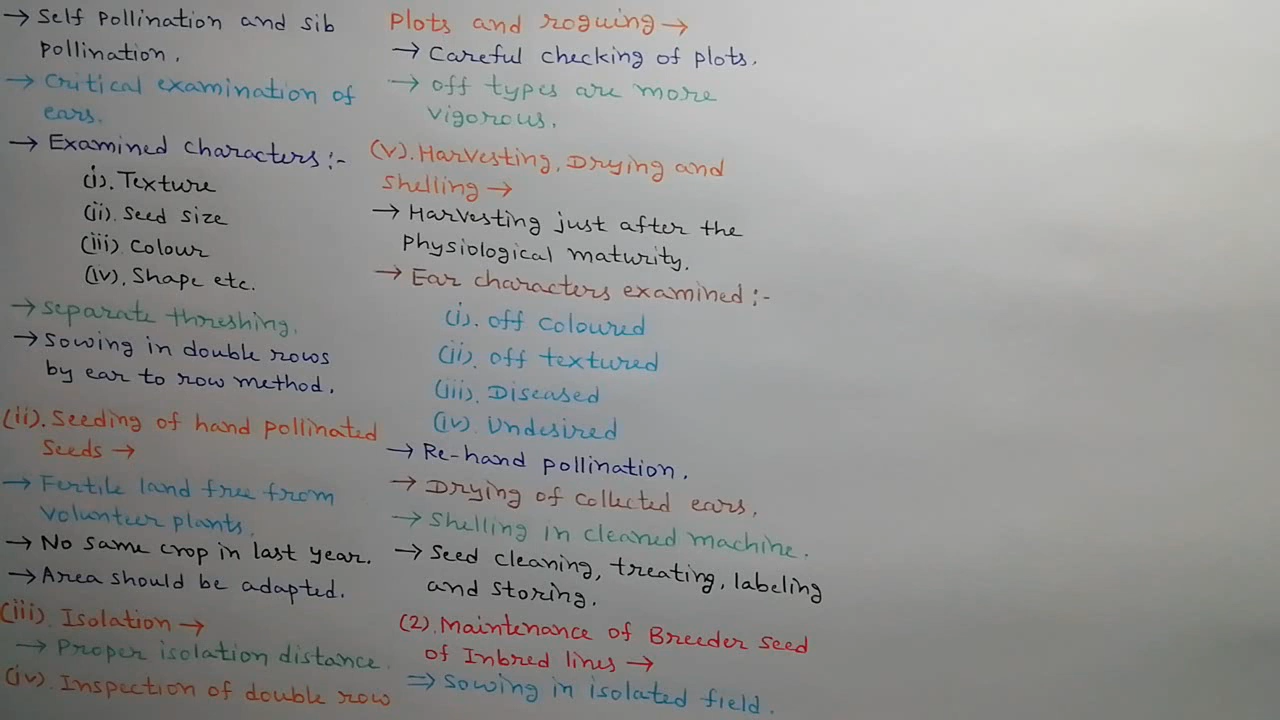 → Self pollination and sib
pollination.
→ Critical examination of
ears.
→ Examined characters :-
(i). Texture
(ii). Seed size
(iii). Colour
(iv). Shape etc.
→ Separate threshing.
→ Sowing in double rows
by ear to row method.
(ii). Seeding of hand pollinated
Seeds →
→ Fertile land free from
volunteer plants.
→ No same crop in last year.
→ Area should be adapted.
(iii). Isolation →
→ Proper isolation distance.
(iv). Inspection of double row
Plots and roguing →
→ Careful checking of plots.
→ off types are more
vigorous.
(v). Harvesting, Drying and
Shelling →
→ Harvesting just after the
physiological maturity.
→ Ear characters examined :-
(i). off coloured
(ii). off textured
(iii). Diseased
(iv). Undesired
→ Re-hand pollination.
→ Drying of collected ears.
→ Shelling in cleaned machine.
→ Seed cleaning, treating, labeling
and storing.
(2). Maintenance of Breeder seed
of Inbred lines →
⇒ Sowing in isolated field.